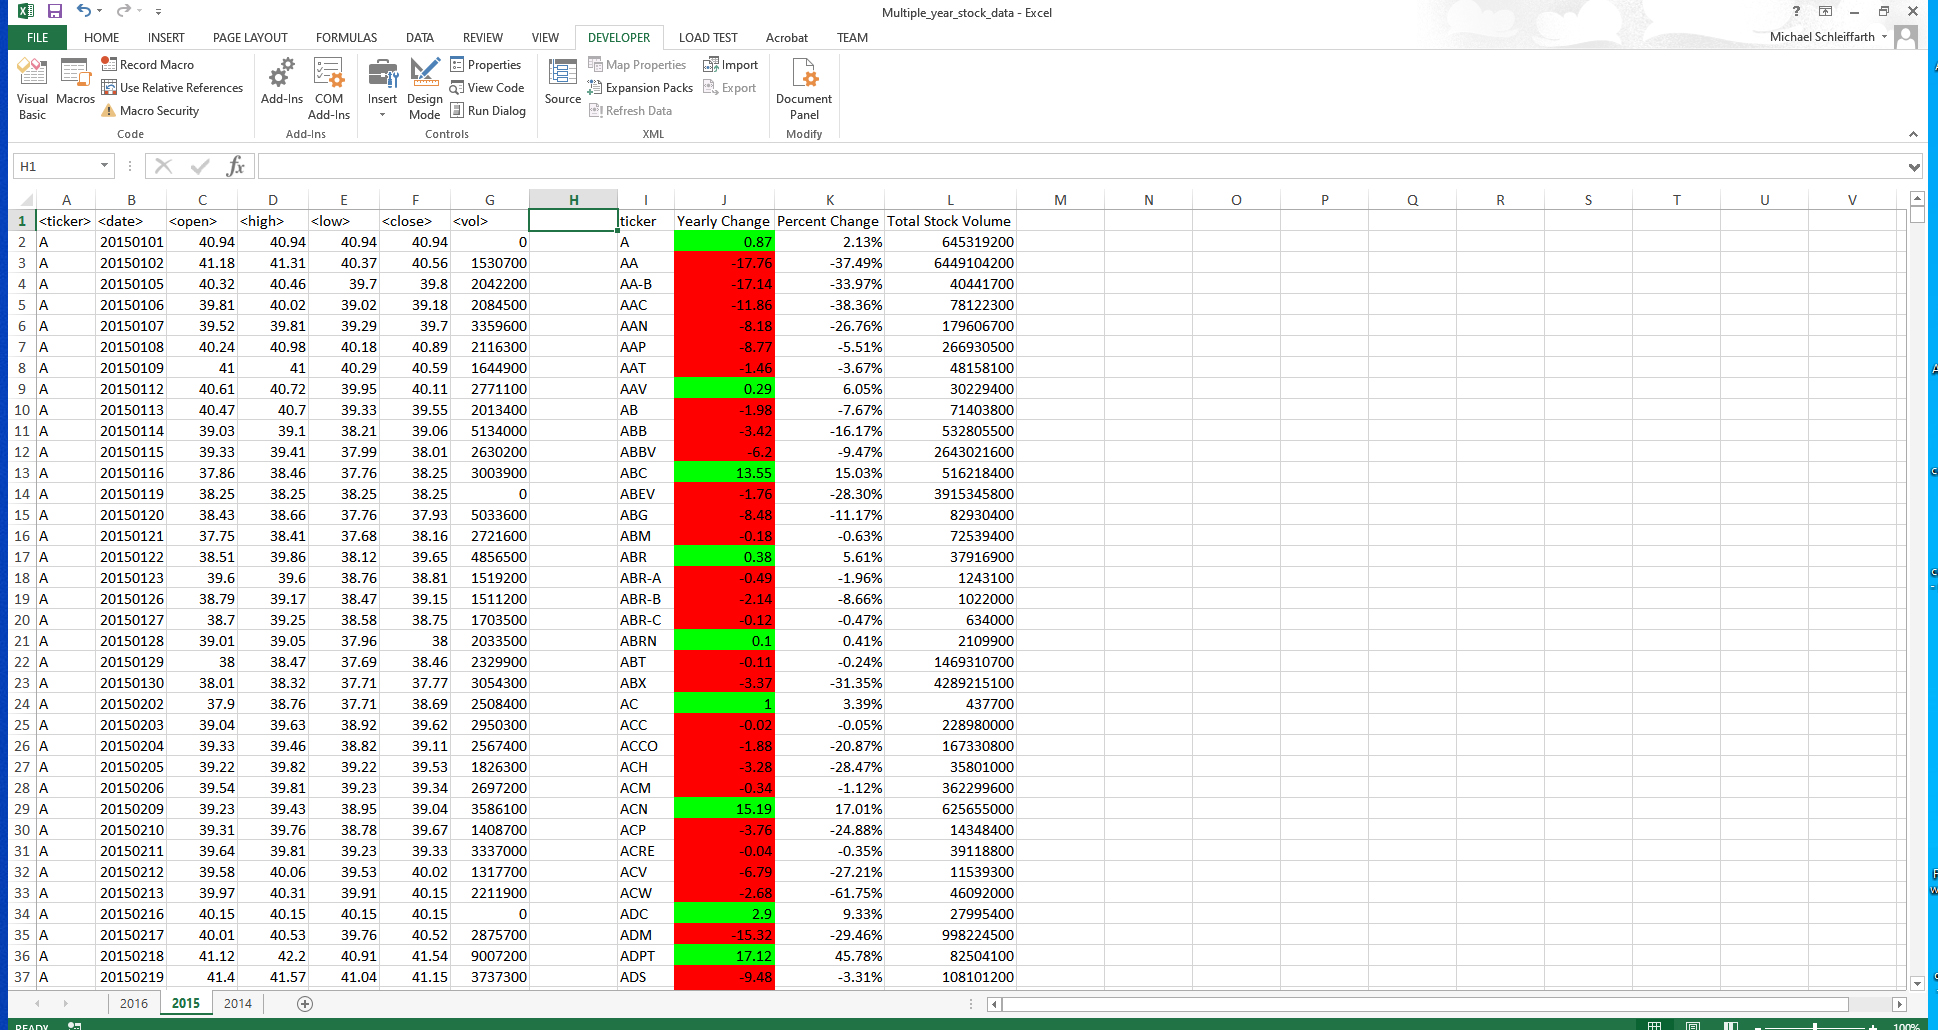 Multiple_year_stock_data - Excel
?
FILE HOME INSERT PAGE LAYOUT FORMULAS DATA REVIEW VIEW DEVELOPER LOAD TEST Acrobat TEAM Michael Schleiffarth
Visual Basic
Macros
Record Macro
Use Relative References
Macro Security
Code
Add-Ins
COM Add-Ins
Add-Ins
Insert
Design Mode
Properties
View Code
Run Dialog
Controls
Source
Map Properties
Expansion Packs
Refresh Data
Import
Export
XML
Document Panel
Modify
H1 fx
A B C D E F G H I J K L M N O P Q R S T U V
1 <ticker> <date> <open> <high> <low> <close> <vol> ticker Yearly Change Percent Change Total Stock Volume
2 A 20150101 40.94 40.94 40.94 40.94 0 A 0.87 2.13% 645319200
3 A 20150102 41.18 41.31 40.37 40.56 1530700 AA -17.76 -37.49% 6449104200
4 A 20150105 40.32 40.46 39.7 39.8 2042200 AA-B -17.14 -33.97% 40441700
5 A 20150106 39.81 40.02 39.02 39.18 2084500 AAC -11.86 -38.36% 78122300
6 A 20150107 39.52 39.81 39.29 39.7 3359600 AAN -8.18 -26.76% 179606700
7 A 20150108 40.24 40.98 40.18 40.89 2116300 AAP -8.77 -5.51% 266930500
8 A 20150109 41 41 40.29 40.59 1644900 AAT -1.46 -3.67% 48158100
9 A 20150112 40.61 40.72 39.95 40.11 2771100 AAV 0.29 6.05% 30229400
10 A 20150113 40.47 40.7 39.33 39.55 2013400 AB -1.98 -7.67% 71403800
11 A 20150114 39.03 39.1 38.21 39.06 5134000 ABB -3.42 -16.17% 532805500
12 A 20150115 39.33 39.41 37.99 38.01 2630200 ABBV -6.2 -9.47% 2643021600
13 A 20150116 37.86 38.46 37.76 38.25 3003900 ABC 13.55 15.03% 516218400
14 A 20150119 38.25 38.25 38.25 38.25 0 ABEV -1.76 -28.30% 3915345800
15 A 20150120 38.43 38.66 37.76 37.93 5033600 ABG -8.48 -11.17% 82930400
16 A 20150121 37.75 38.41 37.68 38.16 2721600 ABM -0.18 -0.63% 72539400
17 A 20150122 38.51 39.86 38.12 39.65 4856500 ABR 0.38 5.61% 37916900
18 A 20150123 39.6 39.6 38.76 38.81 1519200 ABR-A -0.49 -1.96% 1243100
19 A 20150126 38.79 39.17 38.47 39.15 1511200 ABR-B -2.14 -8.66% 1022000
20 A 20150127 38.7 39.25 38.58 38.75 1703500 ABR-C -0.12 -0.47% 634000
21 A 20150128 39.01 39.05 37.96 38 2033500 ABRN 0.1 0.41% 2109900
22 A 20150129 38 38.47 37.69 38.46 2329900 ABT -0.11 -0.24% 1469310700
23 A 20150130 38.01 38.32 37.71 37.77 3054300 ABX -3.37 -31.35% 4289215100
24 A 20150202 37.9 38.76 37.71 38.69 2508400 AC 1 3.39% 437700
25 A 20150203 39.04 39.63 38.92 39.62 2950300 ACC -0.02 -0.05% 228980000
26 A 20150204 39.33 39.46 38.82 39.11 2567400 ACCO -1.88 -20.87% 167330800
27 A 20150205 39.22 39.82 39.22 39.53 1826300 ACH -3.28 -28.47% 35801000
28 A 20150206 39.54 39.81 39.23 39.34 2697200 ACM -0.34 -1.12% 362299600
29 A 20150209 39.23 39.43 38.95 39.04 3586100 ACN 15.19 17.01% 625655000
30 A 20150210 39.31 39.76 38.78 39.67 1408700 ACP -3.76 -24.88% 14348400
31 A 20150211 39.64 39.81 39.23 39.33 3337000 ACRE -0.04 -0.35% 39118800
32 A 20150212 39.58 40.06 39.53 40.02 1317700 ACV -6.79 -27.21% 11539300
33 A 20150213 39.97 40.31 39.91 40.15 2211900 ACW -2.68 -61.75% 46092000
34 A 20150216 40.15 40.15 40.15 40.15 0 ADC 2.9 9.33% 27995400
35 A 20150217 40.01 40.53 39.76 40.52 2875700 ADM -15.32 -29.46% 998224500
36 A 20150218 41.12 42.2 40.91 41.54 9007200 ADPT 17.12 45.78% 82504100
37 A 20150219 41.4 41.57 41.04 41.15 3737300 ADS -9.48 -3.31% 108101200
2016 2015 2014
READY 100%